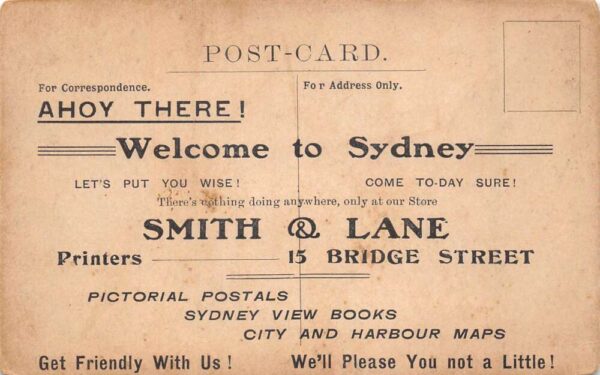 POST-CARD.
For Correspondence. For Address Only.
AHOY THERE!
Welcome to Sydney
LET'S PUT YOU WISE! COME TO-DAY SURE!
There's nothing doing anywhere, only at our Store
SMITH & LANE
Printers 15 BRIDGE STREET
PICTORIAL POSTALS
SYDNEY VIEW BOOKS
CITY AND HARBOUR MAPS
Get Friendly With Us! We'll Please You not a Little!